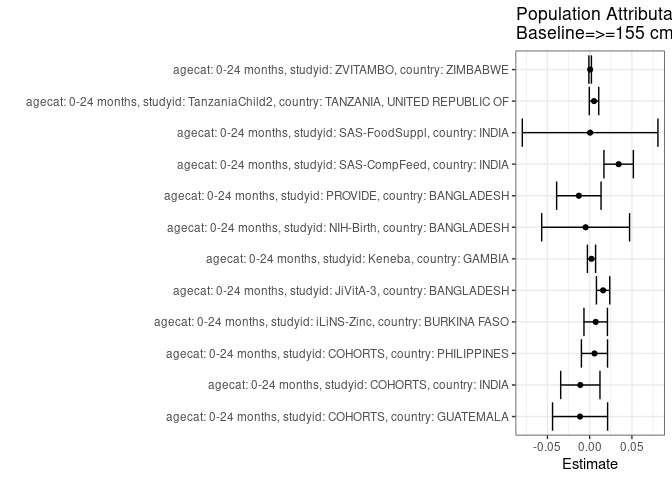 Population Attributa
Baseline=>=155 cm
agecat: 0-24 months, studyid: ZVITAMBO, country: ZIMBABWE
agecat: 0-24 months, studyid: TanzaniaChild2, country: TANZANIA, UNITED REPUBLIC OF
agecat: 0-24 months, studyid: SAS-FoodSuppl, country: INDIA
agecat: 0-24 months, studyid: SAS-CompFeed, country: INDIA
agecat: 0-24 months, studyid: PROVIDE, country: BANGLADESH
agecat: 0-24 months, studyid: NIH-Birth, country: BANGLADESH
agecat: 0-24 months, studyid: Keneba, country: GAMBIA
agecat: 0-24 months, studyid: JiVitA-3, country: BANGLADESH
agecat: 0-24 months, studyid: iLiNS-Zinc, country: BURKINA FASO
agecat: 0-24 months, studyid: COHORTS, country: PHILIPPINES
agecat: 0-24 months, studyid: COHORTS, country: INDIA
agecat: 0-24 months, studyid: COHORTS, country: GUATEMALA
-0.05 0.00 0.05
Estimate